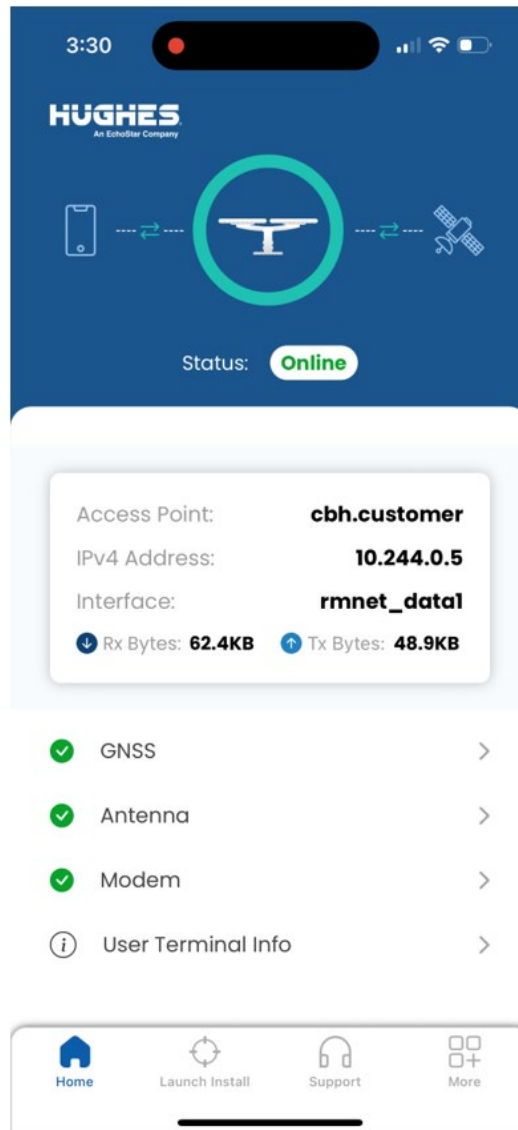 3:30
HUGHES
An EchoStar Company
Status: Online
Access Point: cbh.customer
IPv4 Address: 10.244.0.5
Interface: rmnet_data1
Rx Bytes: 62.4KB Tx Bytes: 48.9KB
GNSS
Antenna
Modem
User Terminal Info
Home Launch Install Support More